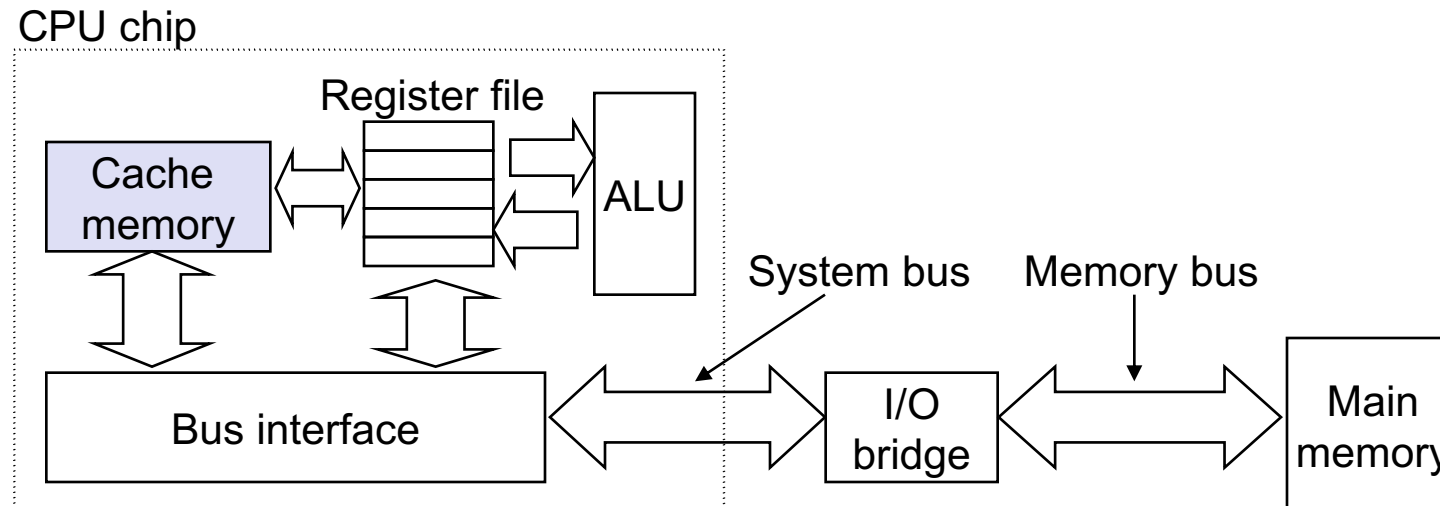 CPU chip
Register file
Cache
memory
ALU
System bus
Memory bus
Bus interface
I/O
bridge
Main
memory